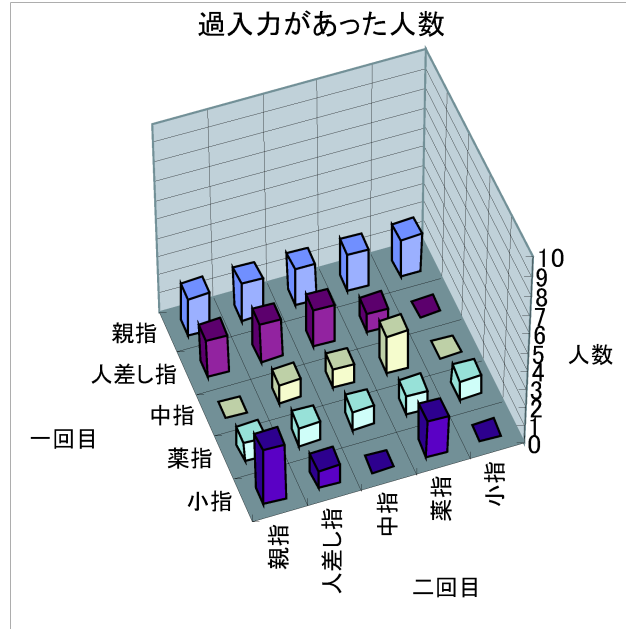 過入力があった人数
10
9
8
7
6
5
4
3
2
1
0
人数
親指
人差し指
中指
薬指
小指
一回目
親指
人差し指
中指
薬指
小指
二回目